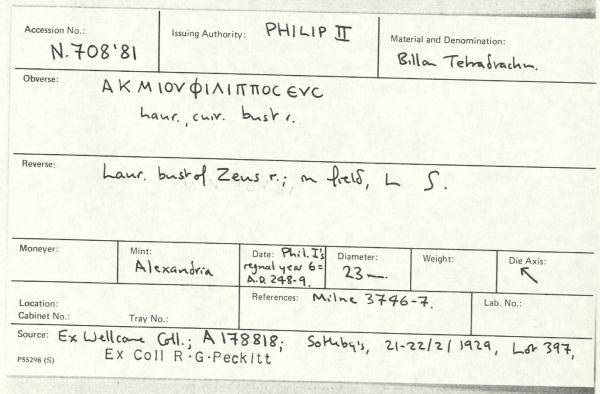 Accession No.: N.708'81
Issuing Authority: PHILIP II
Material and Denomination: Billon Tetradrachm.
Obverse: Α Κ Μ ΙΟΥ ΦΙΛΙΠΠΟC ЄΥC
Laur., cuir. bust r.
Reverse: Laur. bust of Zeus r.; in field, L S.
Moneyer:
Mint: Alexandria
Date: Phil. I's
regnal year 6 =
A.D. 248-9.
Diameter: 23 mm.
Weight:
Die Axis: ↖
Location:
Cabinet No.: Tray No.:
References: Milne 3746-7.
Lab. No.:
Source: Ex Wellcome Coll.; A178818; Sotheby's, 21-22/2/1929, Lot 397,
P55298 (S) Ex Coll R.G.Peckitt